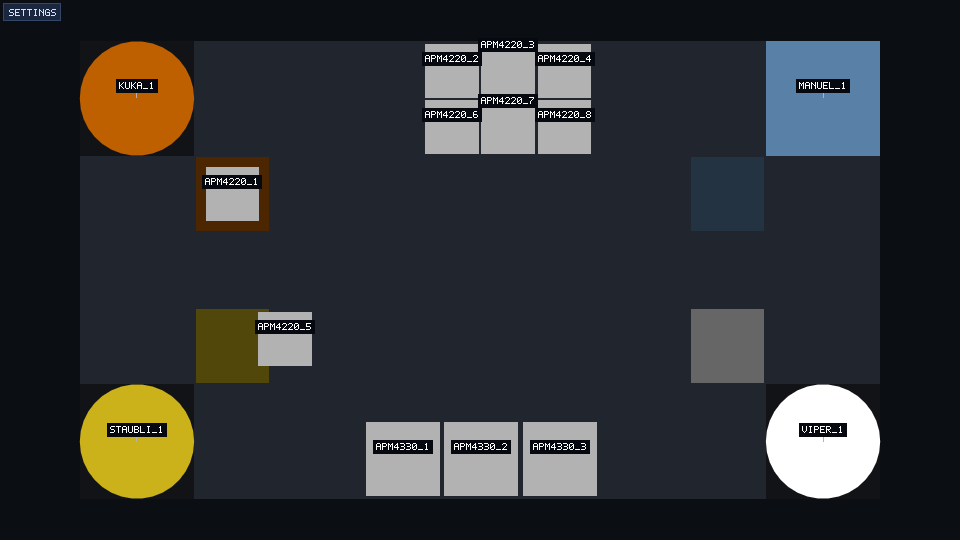 SETTINGS
APM4220_3
APM4220_2
APM4220_4
KUKA_1
MANUEL_1
APM4220_7
APM4220_6
APM4220_8
APM4220_1
APM4220_5
STAUBLI_1
VIPER_1
APM4330_1
APM4330_2
APM4330_3